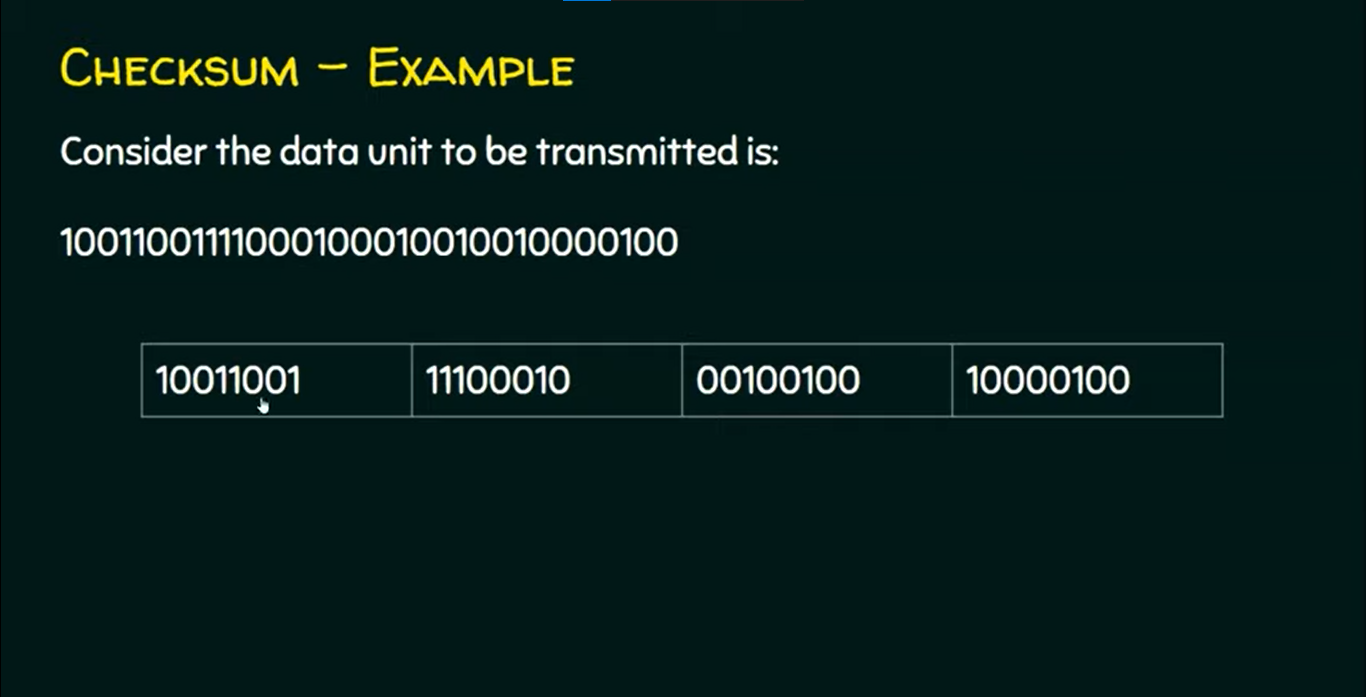 CHECKSUM – EXAMPLE
Consider the data unit to be transmitted is:
10011001111000100010010010000100
10011001 11100010 00100100 10000100